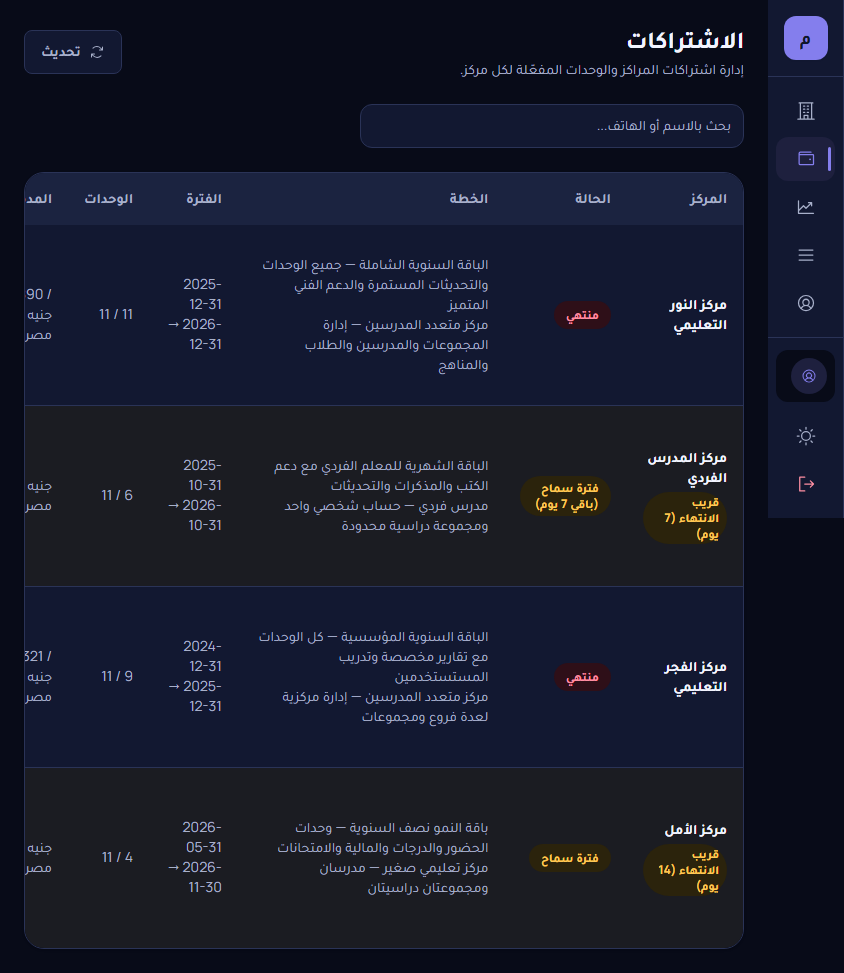 م
الاشتراكات
إدارة اشتراكات المراكز والوحدات المفعّلة لكل مركز.
تحديث
بحث بالاسم أو الهاتف...
المركز
الحالة
الخطة
الفترة
الوحدات
مركز النور
التعليمي
منتهي
الباقة السنوية الشاملة — جميع الوحدات
والتحديثات المستمرة والدعم الفني
المتميز
مركز متعدد المدرسين — إدارة
المجموعات والمدرسين والطلاب
والمناهج
2025-
12-31
→ 2026-
12-31
11 / 11
90 /
جنيه
مركز المدرس
الفردي
قريب
الانتهاء (7
يوم)
فترة سماح
(باقي 7 يوم)
الباقة الشهرية للمعلم الفردي مع دعم
الكتب والمذكرات والتحديثات
مدرس فردي — حساب شخصي واحد
ومجموعة دراسية محدودة
2025-
10-31
→ 2026-
10-31
11 / 6
جنيه
مركز الفجر
التعليمي
منتهي
الباقة السنوية المؤسسية — كل الوحدات
مع تقارير مخصصة وتدريب
المستستخدمين
مركز متعدد المدرسين — إدارة مركزية
لعدة فروع ومجموعات
2024-
12-31
→ 2025-
12-31
11 / 9
321 /
جنيه
مركز الأمل
قريب
الانتهاء (14
يوم)
فترة سماح
باقة النمو نصف السنوية — وحدات
الحضور والدرجات والمالية والامتحانات
مركز تعليمي صغير — مدرسان
ومجموعتان دراسيتان
2026-
05-31
→ 2026-
11-30
11 / 4
جنيه